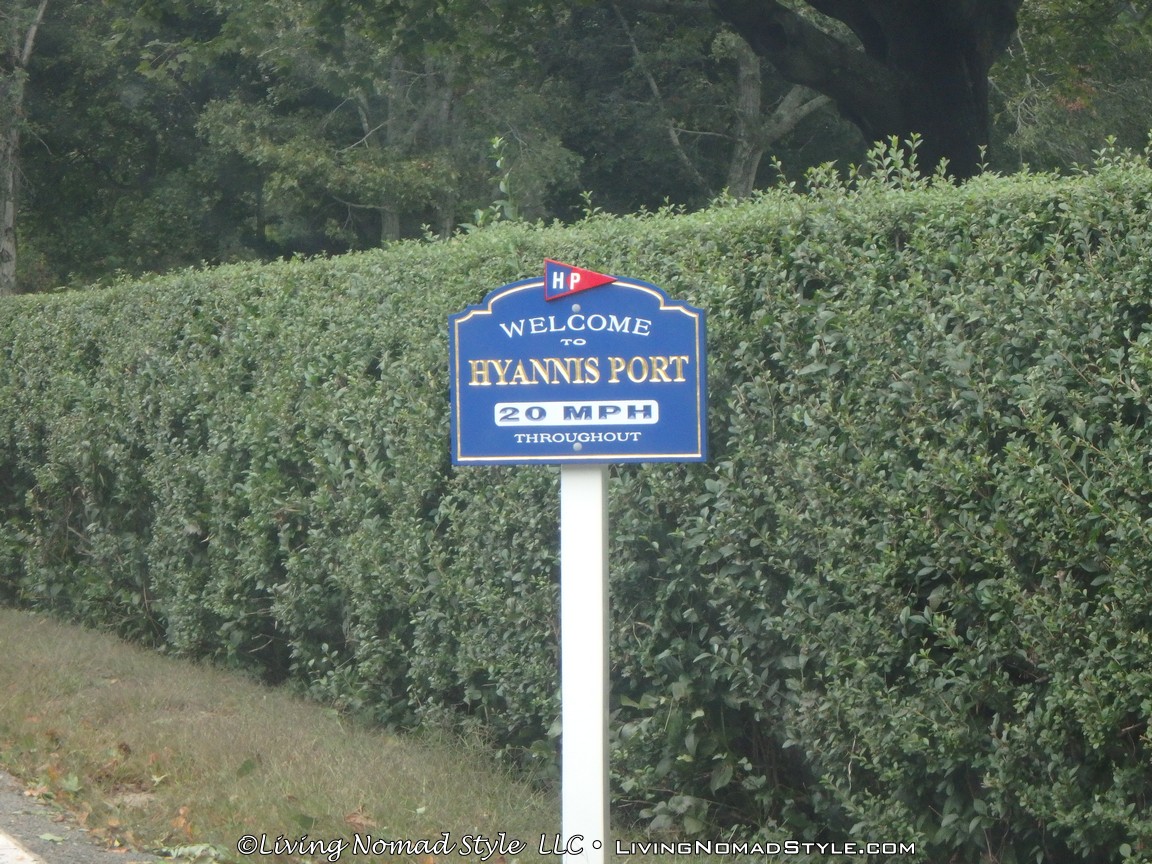 HP
WELCOME
TO
HYANNIS PORT
20 MPH
THROUGHOUT
©LIVING NOMAD STYLE LLC • LIVINGNOMADSTYLE.COM